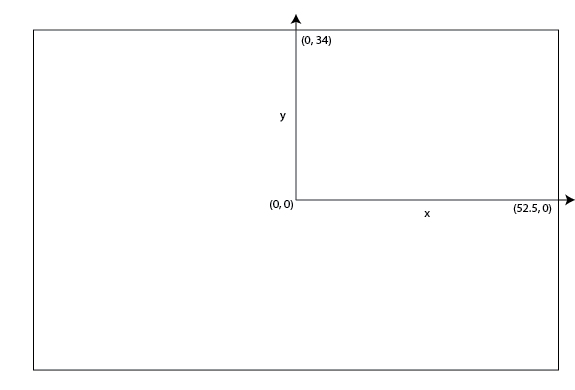 (0, 34)
y
(0, 0)
(52.5, 0)
x